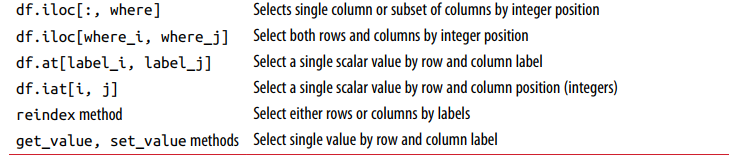 df.iloc[:, where] Selects single column or subset of columns by integer position
df.iloc[where_i, where_j] Select both rows and columns by integer position
df.at[label_i, label_j] Select a single scalar value by row and column label
df.iat[i, j] Select a single scalar value by row and column position (integers)
reindex method Select either rows or columns by labels
get_value, set_value methods Select single value by row and column label